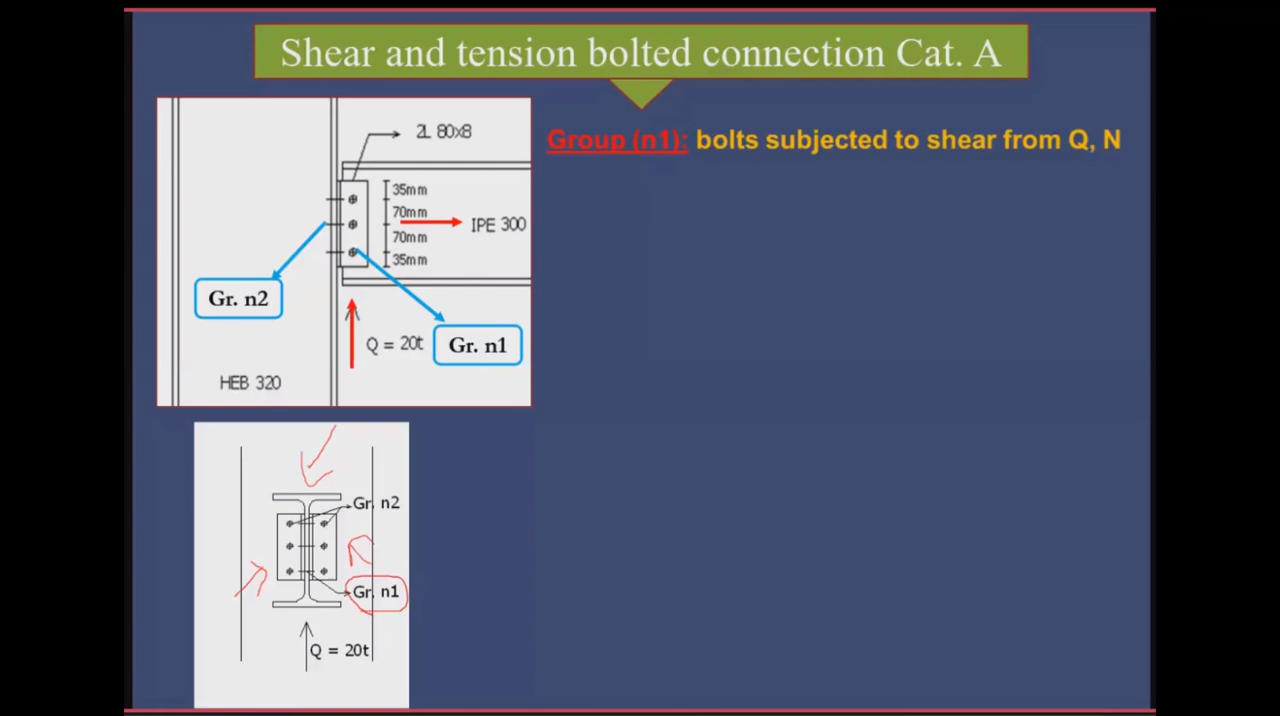 Shear and tension bolted connection Cat. A
Group (n1): bolts subjected to shear from Q, N
2L 80x8
35mm
70mm
IPE 300
70mm
35mm
Gr. n2
Q = 20t
Gr. n1
HEB 320
Gr. n2
Gr. n1
Q = 20t